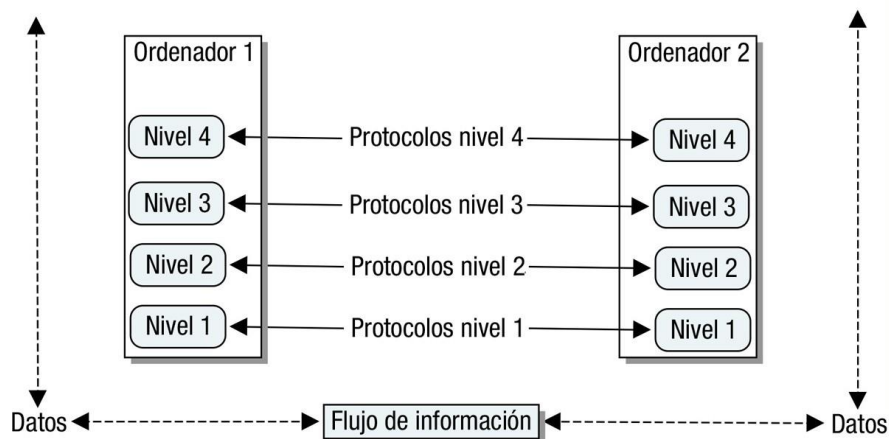 Ordenador 1
Ordenador 2
Nivel 4
Protocolos nivel 4
Nivel 4
Nivel 3
Protocolos nivel 3
Nivel 3
Nivel 2
Protocolos nivel 2
Nivel 2
Nivel 1
Protocolos nivel 1
Nivel 1
Datos
Flujo de información
Datos